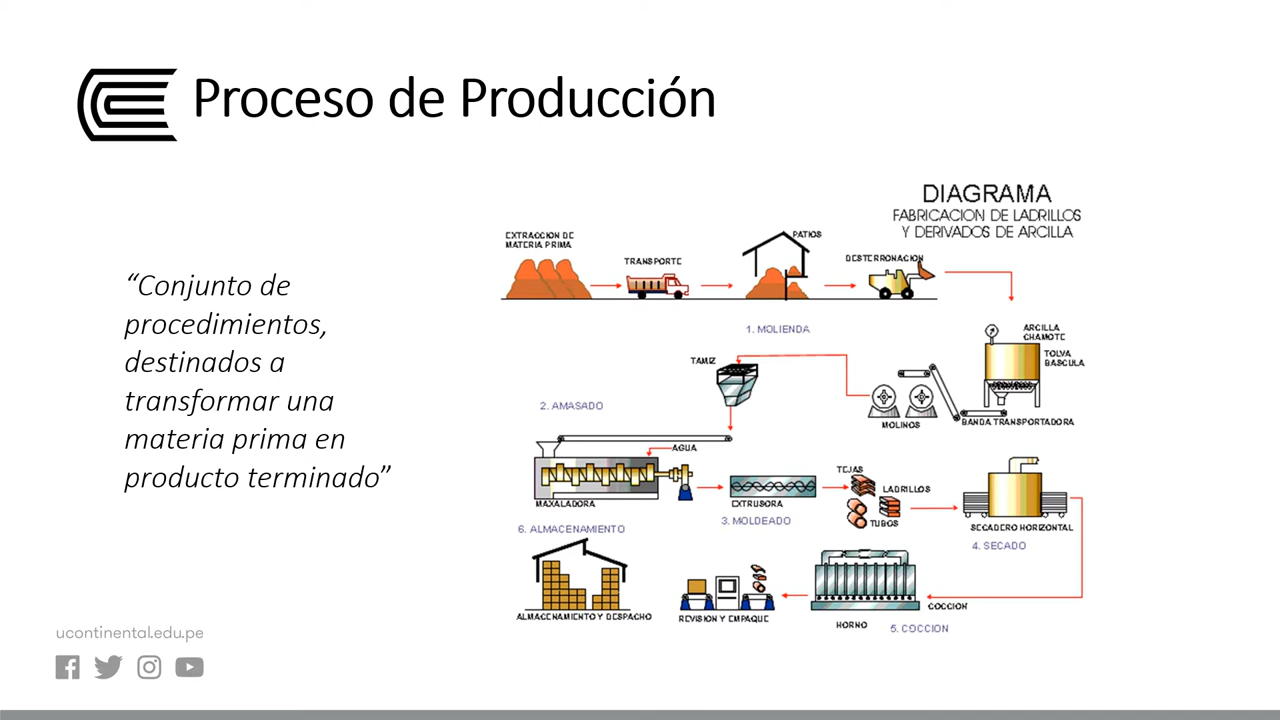 Proceso de Producción
“Conjunto de
procedimientos,
destinados a
transformar una
materia prima en
producto terminado”
DIAGRAMA
FABRICACION DE LADRILLOS
Y DERIVADOS DE ARCILLA
EXTRACCION DE
MATERIA PRIMA
TRANSPORTE
PATIOS
DESTERRONACION
1. MOLIENDA
ARCILLA
CHAMOTE
TOLVA
BASCULA
TAMIZ
MOLINOS
BANDA TRANSPORTADORA
2. AMASADO
AGUA
MAXALADORA
EXTRUSORA
3. MOLDEADO
TEJAS
LADRILLOS
TUBOS
SECADERO HORIZONTAL
4. SECADO
6. ALMACENAMIENTO
ALMACENAMIENTO Y DESPACHO
REVISION Y EMPAQUE
HORNO
COCCION
5. COCCION
ucontinental.edu.pe